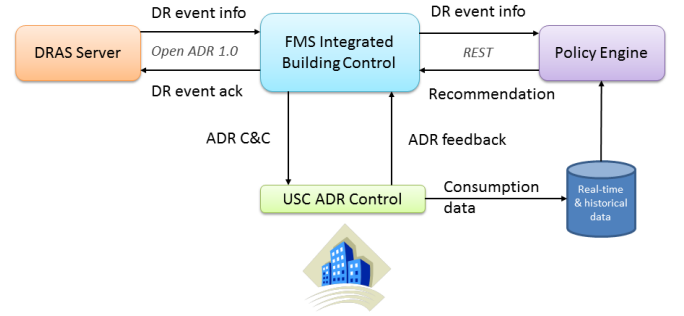 DR event info
DR event info
DRAS Server
Open ADR 1.0
FMS Integrated
Building Control
REST
Policy Engine
DR event ack
Recommendation
ADR C&C
ADR feedback
USC ADR Control
Consumption
data
Real-time
& historical
data